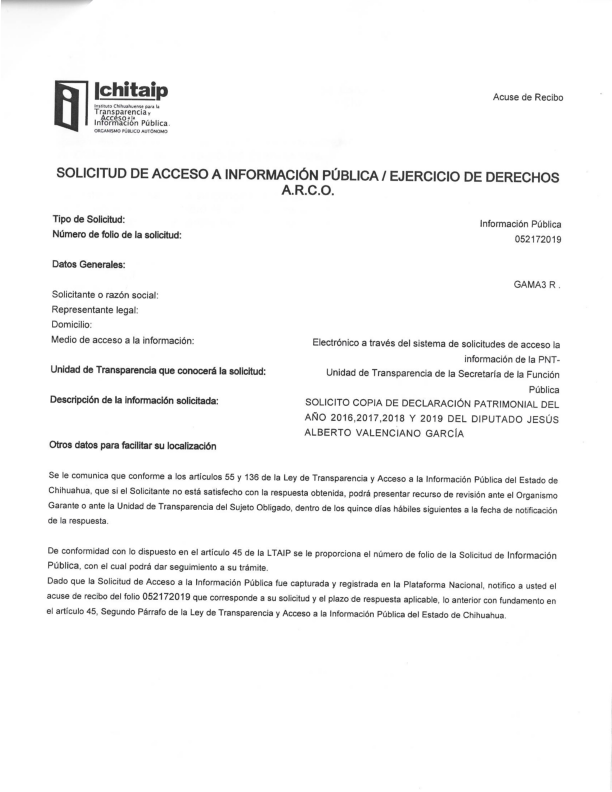 Ichitaip
Instituto Chihuahuense para la
Transparencia y
Acceso a la
Información Pública.
ORGANISMO PÚBLICO AUTÓNOMO
Acuse de Recibo
SOLICITUD DE ACCESO A INFORMACIÓN PÚBLICA / EJERCICIO DE DERECHOS
A.R.C.O.
Tipo de Solicitud: Información Pública
Número de folio de la solicitud: 052172019
Datos Generales:
GAMA3 R .
Solicitante o razón social:
Representante legal:
Domicilio:
Medio de acceso a la información: Electrónico a través del sistema de solicitudes de acceso la
información de la PNT-
Unidad de Transparencia que conocerá la solicitud: Unidad de Transparencia de la Secretaría de la Función
Pública
Descripción de la información solicitada: SOLICITO COPIA DE DECLARACIÓN PATRIMONIAL DEL
AÑO 2016,2017,2018 Y 2019 DEL DIPUTADO JESÚS
ALBERTO VALENCIANO GARCÍA
Otros datos para facilitar su localización
Se le comunica que conforme a los artículos 55 y 136 de la Ley de Transparencia y Acceso a la Información Pública del Estado de
Chihuahua, que si el Solicitante no está satisfecho con la respuesta obtenida, podrá presentar recurso de revisión ante el Organismo
Garante o ante la Unidad de Transparencia del Sujeto Obligado, dentro de los quince días hábiles siguientes a la fecha de notificación
de la respuesta.
De conformidad con lo dispuesto en el artículo 45 de la LTAIP se le proporciona el número de folio de la Solicitud de Información
Pública, con el cual podrá dar seguimiento a su trámite.
Dado que la Solicitud de Acceso a la Información Pública fue capturada y registrada en la Plataforma Nacional, notifico a usted el
acuse de recibo del folio 052172019 que corresponde a su solicitud y el plazo de respuesta aplicable, lo anterior con fundamento en
el artículo 45, Segundo Párrafo de la Ley de Transparencia y Acceso a la Información Pública del Estado de Chihuahua.